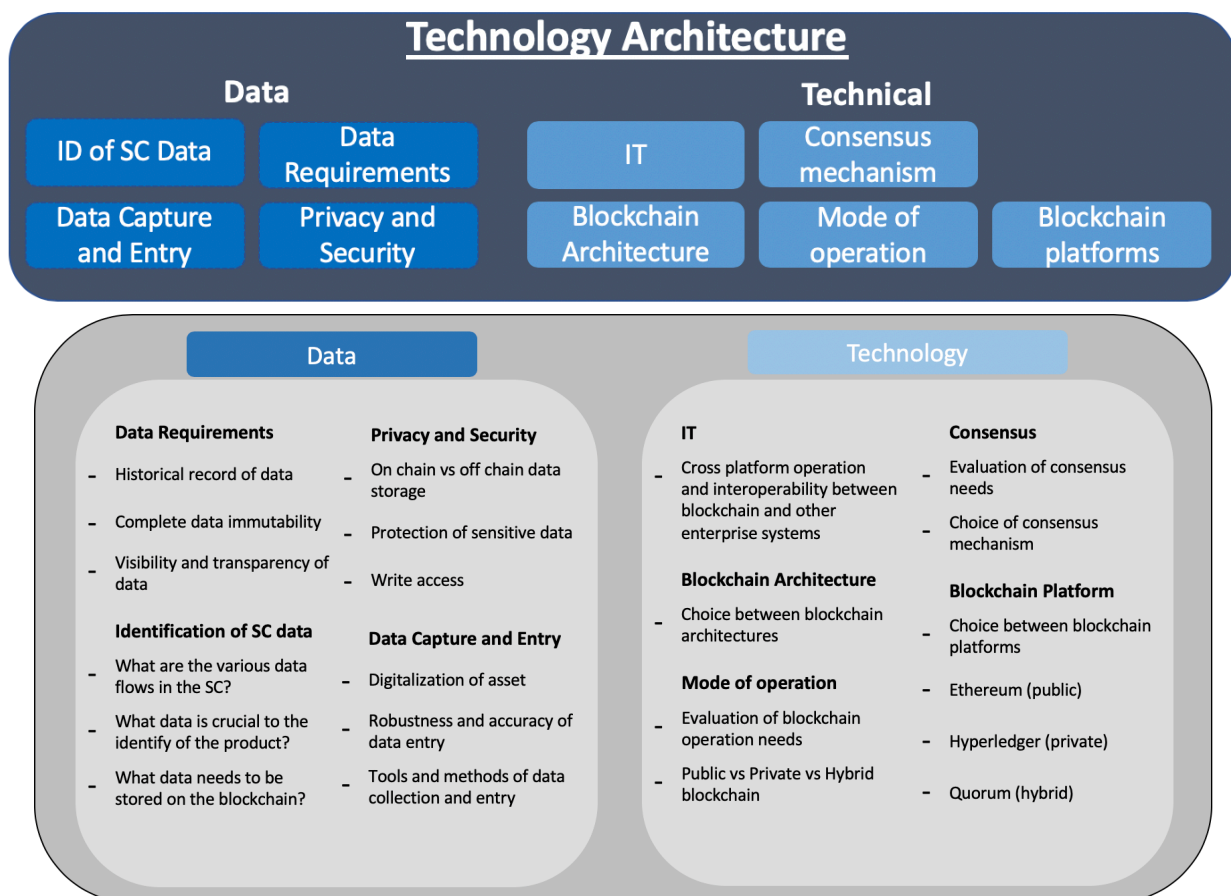 Technology Architecture
Data
Technical
ID of SC Data
Data
Requirements
IT
Consensus
mechanism
Data Capture
and Entry
Privacy and
Security
Blockchain
Architecture
Mode of
operation
Blockchain
platforms
Data
Technology
Data Requirements
- Historical record of data
- Complete data immutability
- Visibility and transparency of
data
Identification of SC data
- What are the various data
flows in the SC?
- What data is crucial to the
identify of the product?
- What data needs to be
stored on the blockchain?
Privacy and Security
- On chain vs off chain data
storage
- Protection of sensitive data
- Write access
Data Capture and Entry
- Digitalization of asset
- Robustness and accuracy of
data entry
- Tools and methods of data
collection and entry
IT
- Cross platform operation
and interoperability between
blockchain and other
enterprise systems
Blockchain Architecture
- Choice between blockchain
architectures
Mode of operation
- Evaluation of blockchain
operation needs
- Public vs Private vs Hybrid
blockchain
Consensus
- Evaluation of consensus
needs
- Choice of consensus
mechanism
Blockchain Platform
- Choice between blockchain
platforms
- Ethereum (public)
- Hyperledger (private)
- Quorum (hybrid)